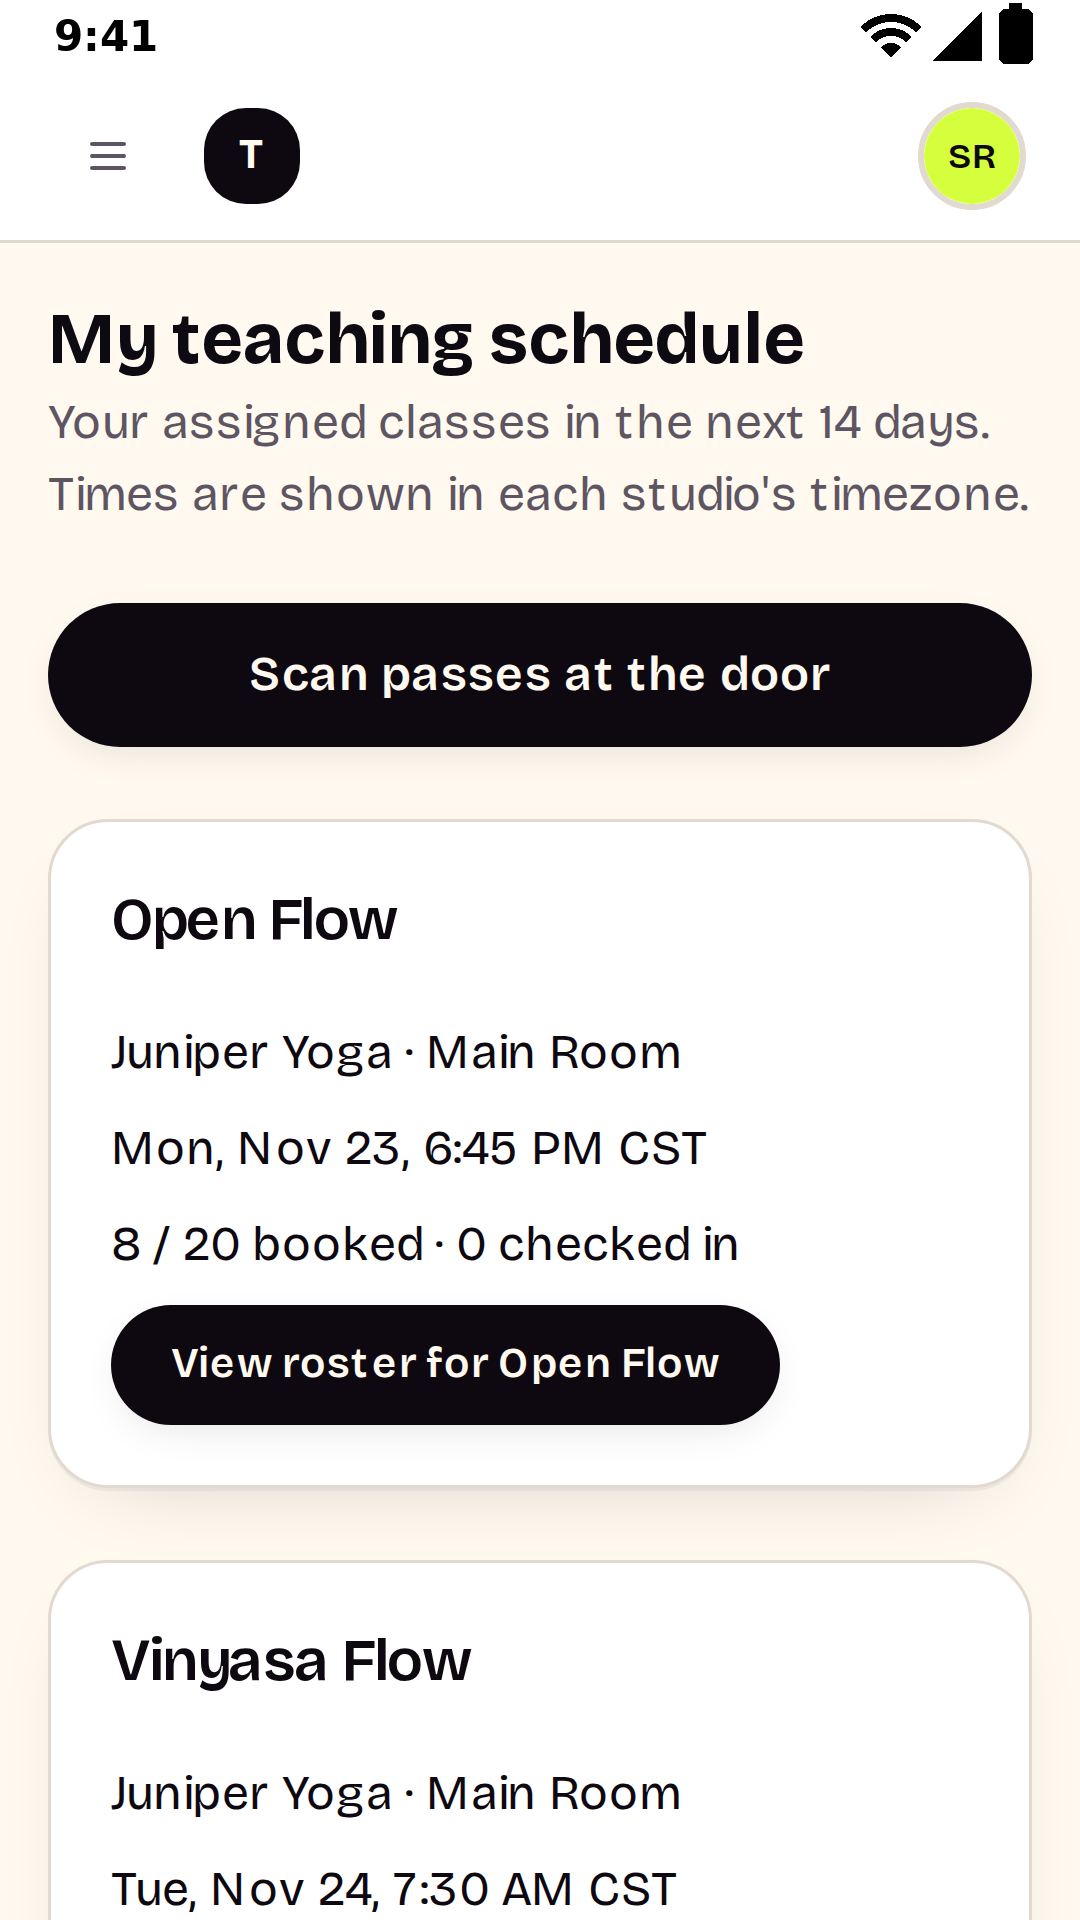 9:41
T
SR
My teaching schedule
Your assigned classes in the next 14 days.
Times are shown in each studio's timezone.
Scan passes at the door
Open Flow
Juniper Yoga · Main Room
Mon, Nov 23, 6:45 PM CST
8 / 20 booked · 0 checked in
View roster for Open Flow
Vinyasa Flow
Juniper Yoga · Main Room
Tue, Nov 24, 7:30 AM CST